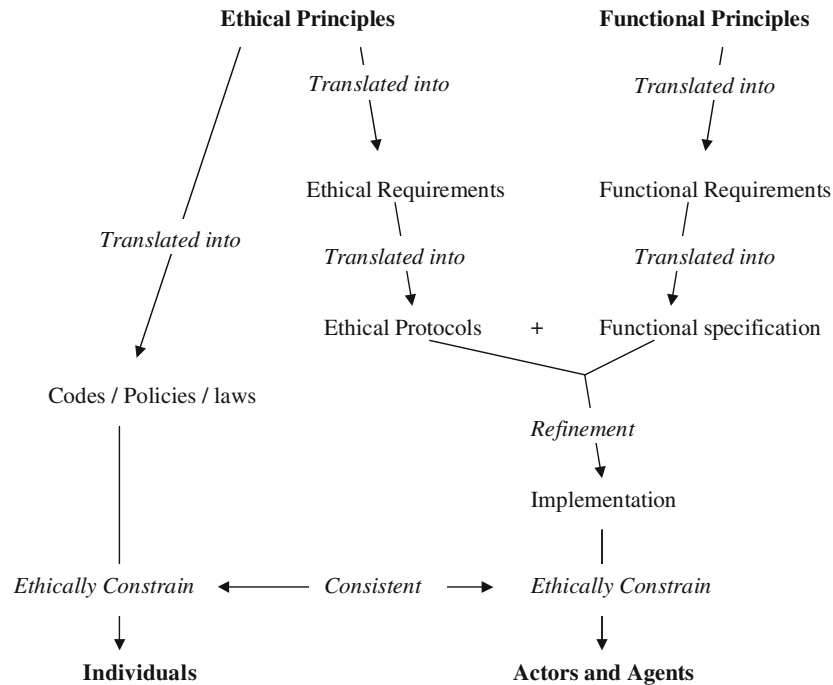 Ethical Principles
Functional Principles
Translated into
Translated into
Ethical Requirements
Functional Requirements
Translated into
Translated into
Translated into
Ethical Protocols + Functional specification
Codes / Policies / laws
Refinement
Implementation
Ethically Constrain
Consistent
Ethically Constrain
Individuals
Actors and Agents